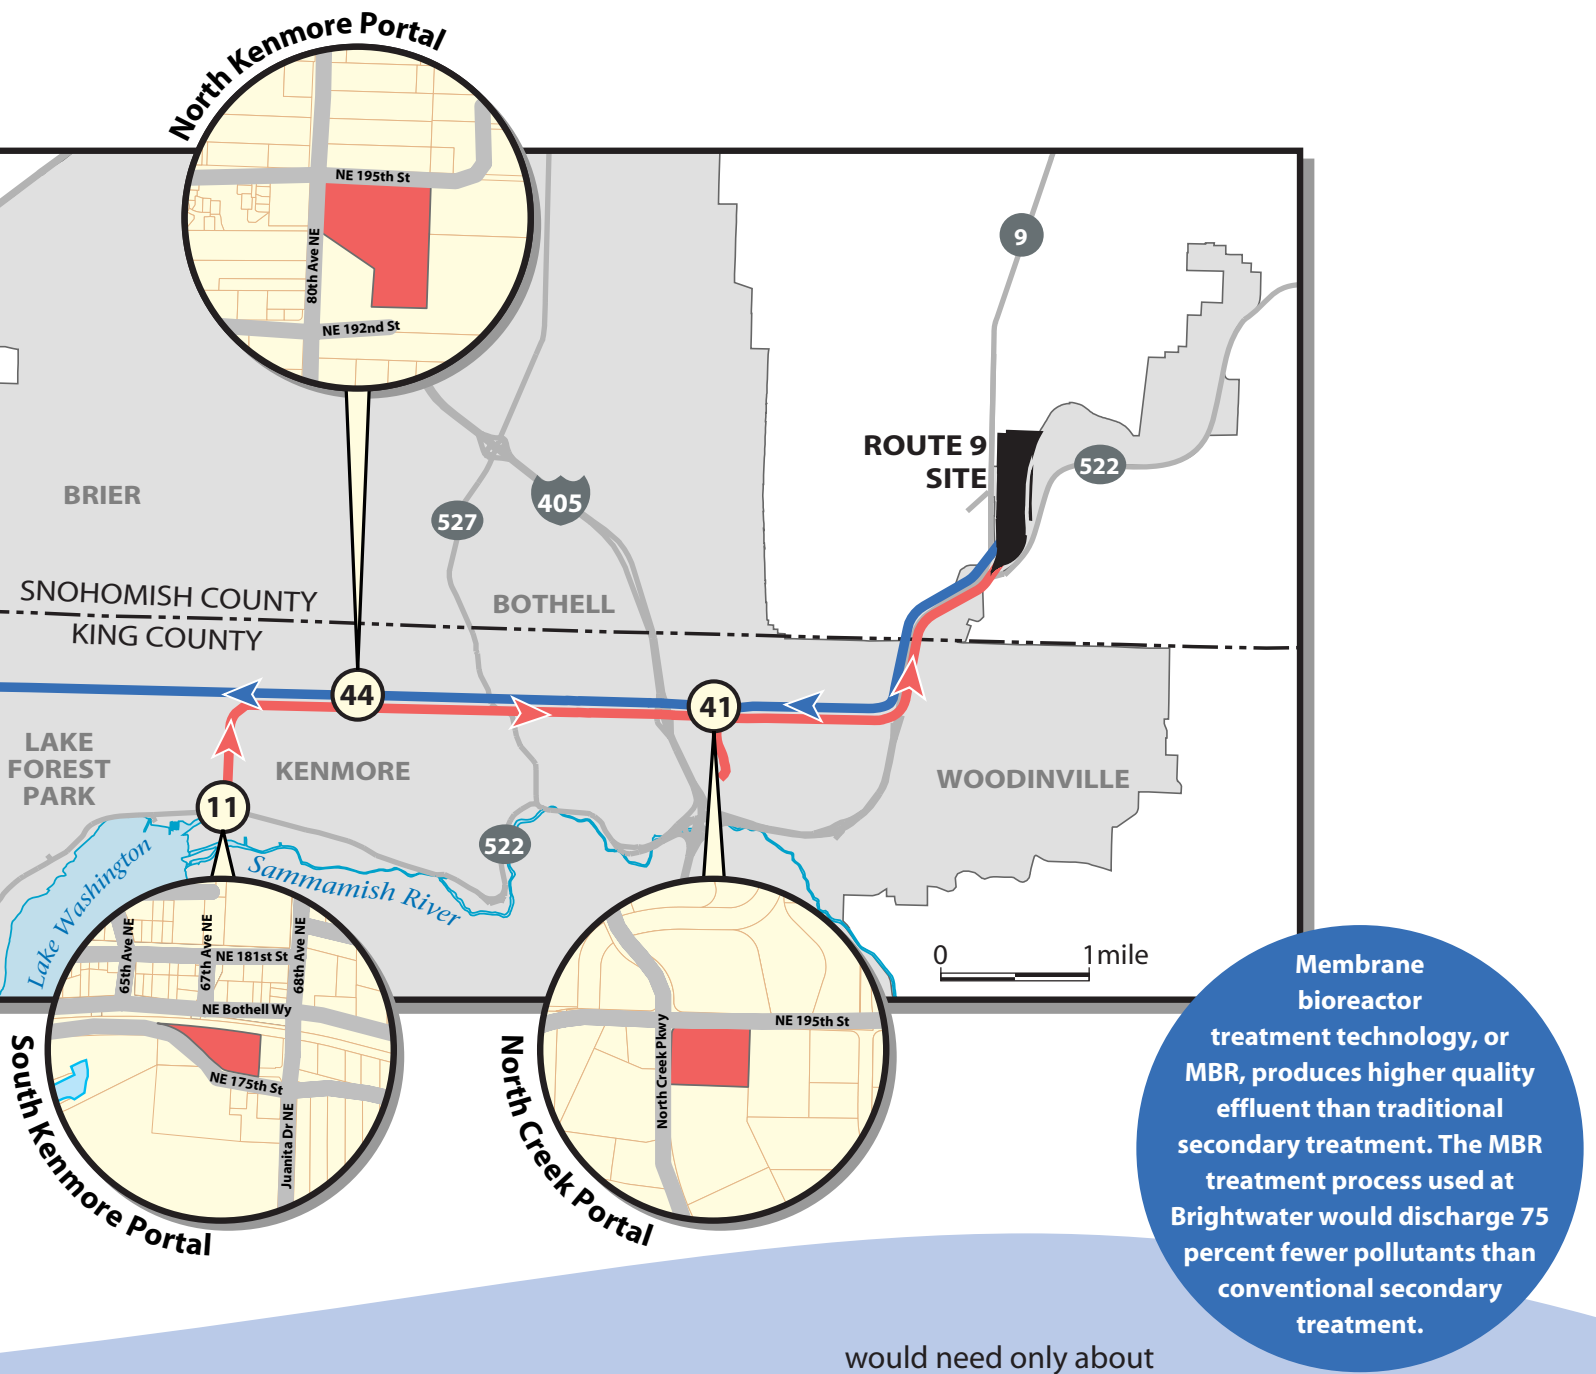 North Kenmore Portal
NE 195th St
80th Ave NE
NE 192nd St
9
ROUTE 9
SITE
522
405
527
BRIER
BOTHELL
SNOHOMISH COUNTY
KING COUNTY
44
41
11
LAKE
FOREST
PARK
KENMORE
WOODINVILLE
522
Lake Washington
Sammamish River
0 1 mile
65th Ave NE
67th Ave NE
68th Ave NE
NE 181st St
NE Bothell Wy
NE 175th St
Juanita Dr NE
South Kenmore Portal
NE 195th St
North Creek Pkwy
North Creek Portal
Membrane
bioreactor
treatment technology, or
MBR, produces higher quality
effluent than traditional
secondary treatment. The MBR
treatment process used at
Brightwater would discharge 75
percent fewer pollutants than
conventional secondary
treatment.
would need only about